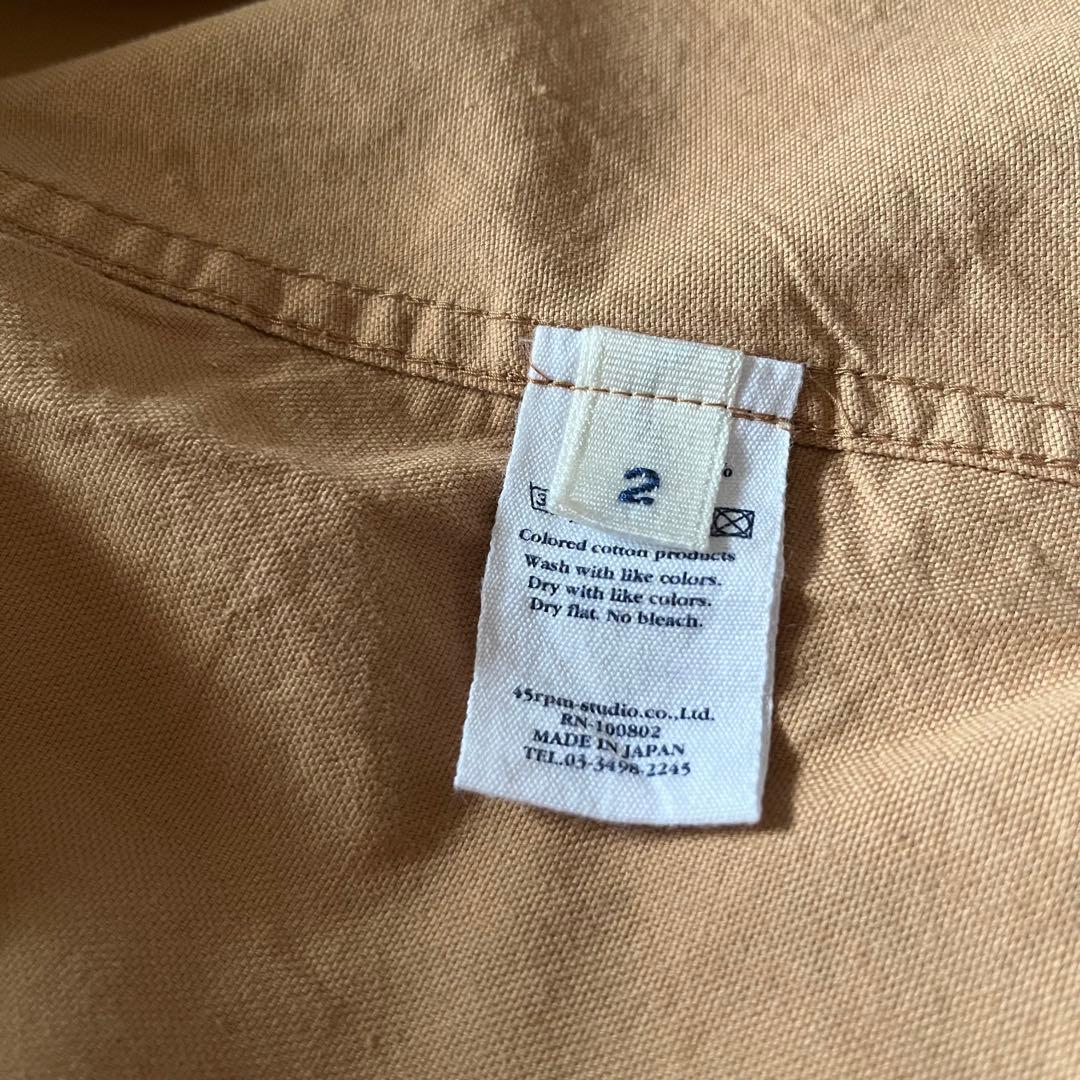 2
Colored cotton products
Wash with like colors.
Dry with like colors.
Dry flat. No bleach.
45rpm-studio.co.,Ltd.
RN-100802
MADE IN JAPAN
TEL.03-3498-2245